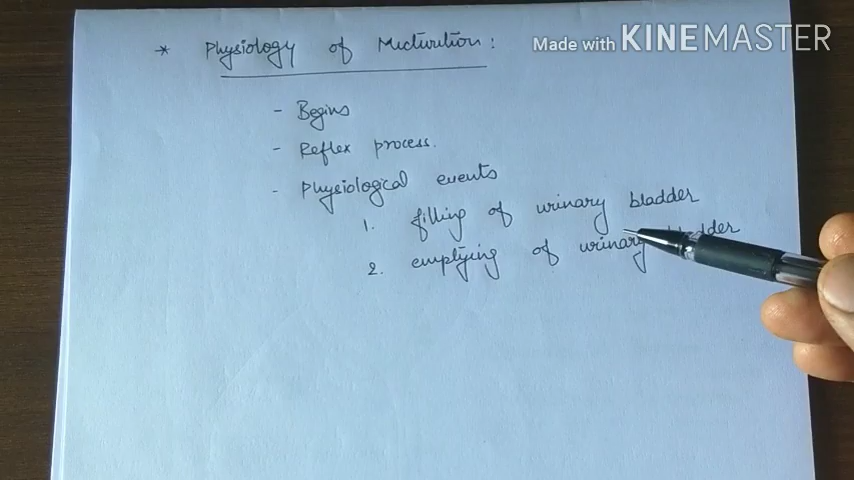 * Physiology of Micturition:
Made with KINEMASTER
- Begins
- Reflex process.
- Physiological events
1. filling of urinary bladder
2. emptying of urinary bladder